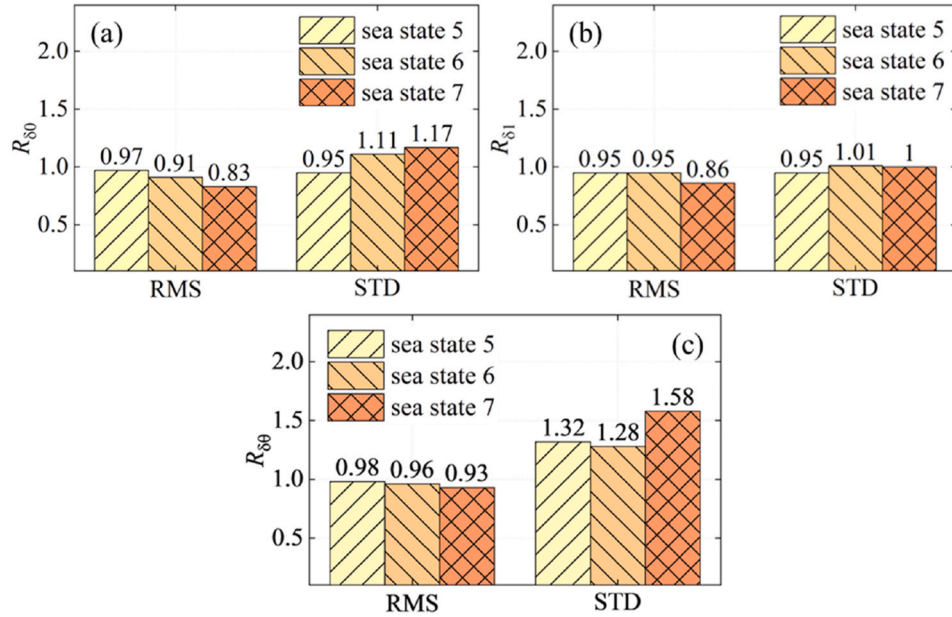 (a)
sea state 5
sea state 6
sea state 7
2.0
1.5
1.0
0.5
R_δ0
0.97 0.91 0.83
0.95 1.11 1.17
RMS STD
(b)
sea state 5
sea state 6
sea state 7
2.0
1.5
1.0
0.5
R_δ1
0.95 0.95 0.86
0.95 1.01 1
RMS STD
(c)
sea state 5
sea state 6
sea state 7
2.0
1.5
1.0
0.5
R_δθ
0.98 0.96 0.93
1.32 1.28 1.58
RMS STD